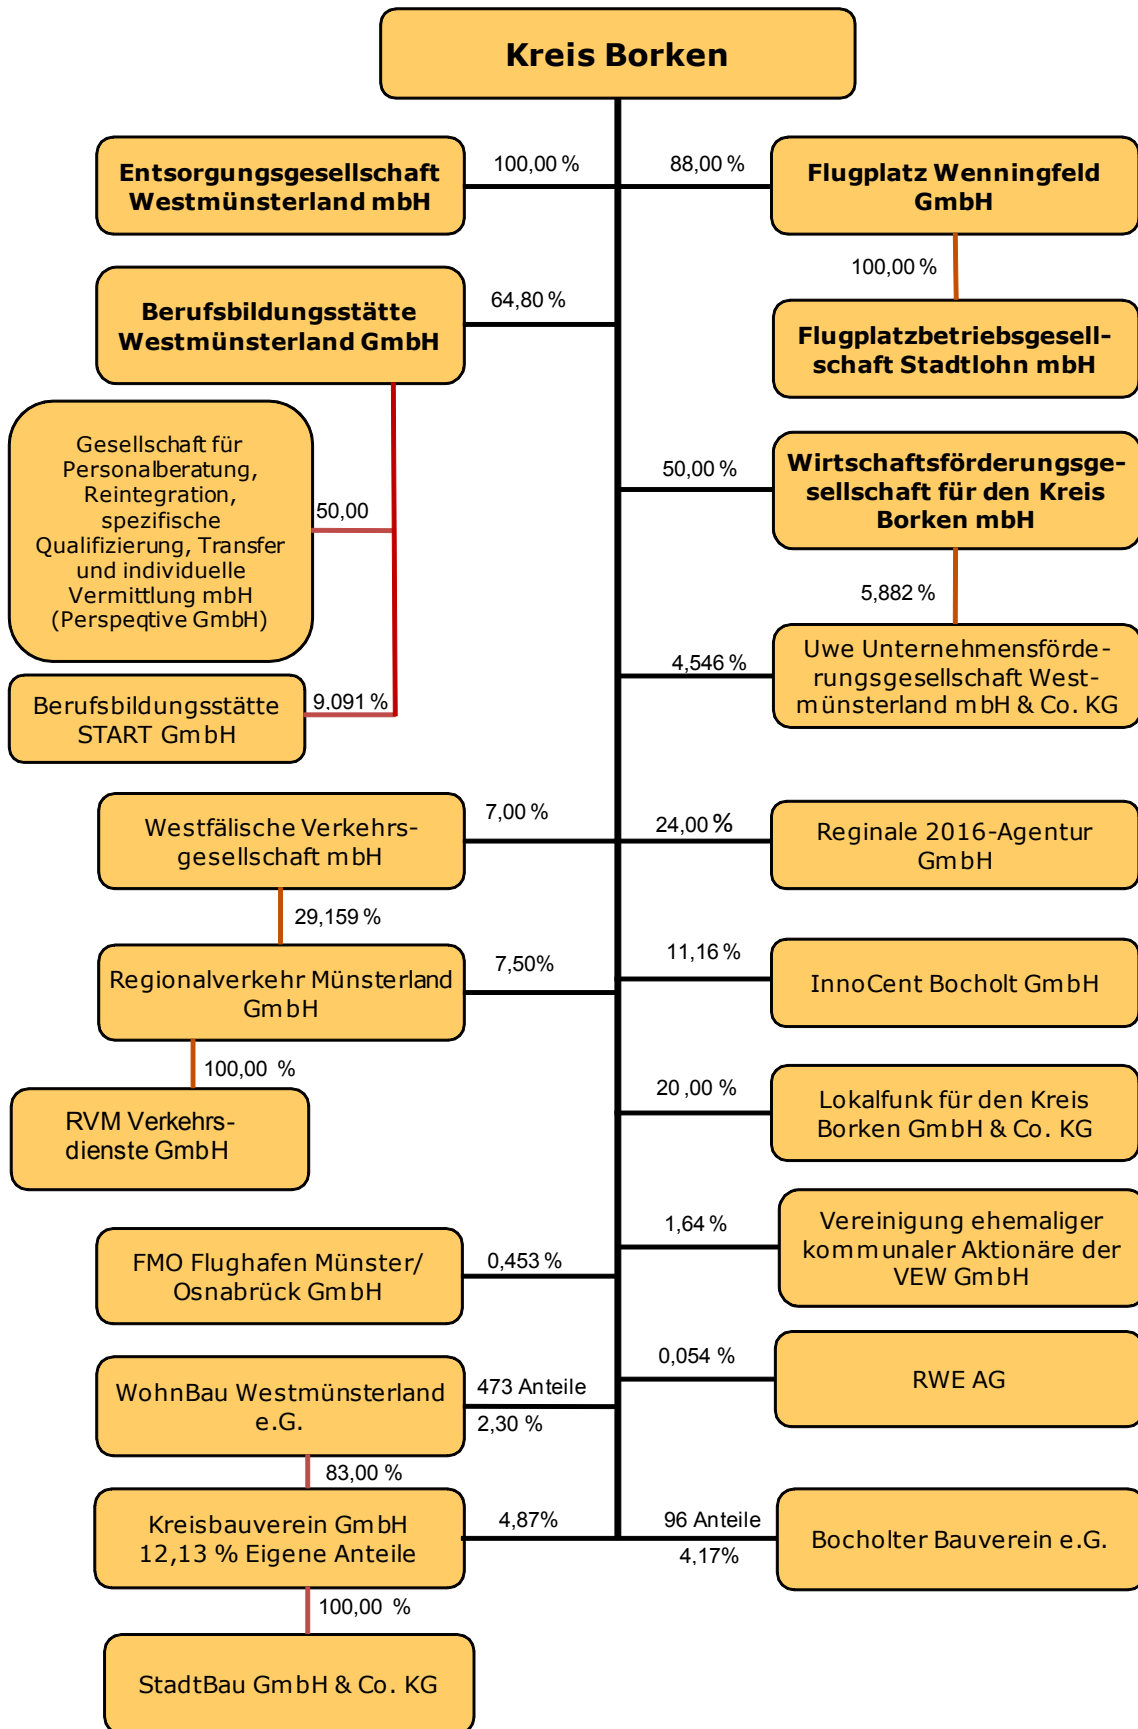 Kreis Borken
Entsorgungsgesellschaft
Westmünsterland mbH
100,00 %
88,00 %
Flugplatz Wenningfeld
GmbH
100,00 %
Flugplatzbetriebsgesell-
schaft Stadtlohn mbH
Berufsbildungsstätte
Westmünsterland GmbH
64,80 %
Gesellschaft für
Personalberatung,
Reintegration,
spezifische
Qualifizierung, Transfer
und individuelle
Vermittlung mbH
(Perspeqtive GmbH)
50,00
Berufsbildungsstätte
START GmbH
9.091 %
50,00 %
Wirtschaftsförderungsge-
sellschaft für den Kreis
Borken mbH
5,882 %
4,546 %
Uwe Unternehmensförde-
rungsgesellschaft West-
münsterland mbH & Co. KG
Westfälische Verkehrs-
gesellschaft mbH
7,00 %
24,00 %
Reginale 2016-Agentur
GmbH
29,159 %
Regionalverkehr Münsterland
GmbH
7,50%
11,16 %
InnoCent Bocholt GmbH
100,00 %
RVM Verkehrs-
dienste GmbH
20,00 %
Lokalfunk für den Kreis
Borken GmbH & Co. KG
1,64 %
Vereinigung ehemaliger
kommunaler Aktionäre der
VEW GmbH
FMO Flughafen Münster/
Osnabrück GmbH
0,453 %
0,054 %
RWE AG
WohnBau Westmünsterland
e.G.
473 Anteile
2,30 %
83,00 %
Kreisbauverein GmbH
12,13 % Eigene Anteile
4,87%
96 Anteile
4,17%
Bocholter Bauverein e.G.
100,00 %
StadtBau GmbH & Co. KG